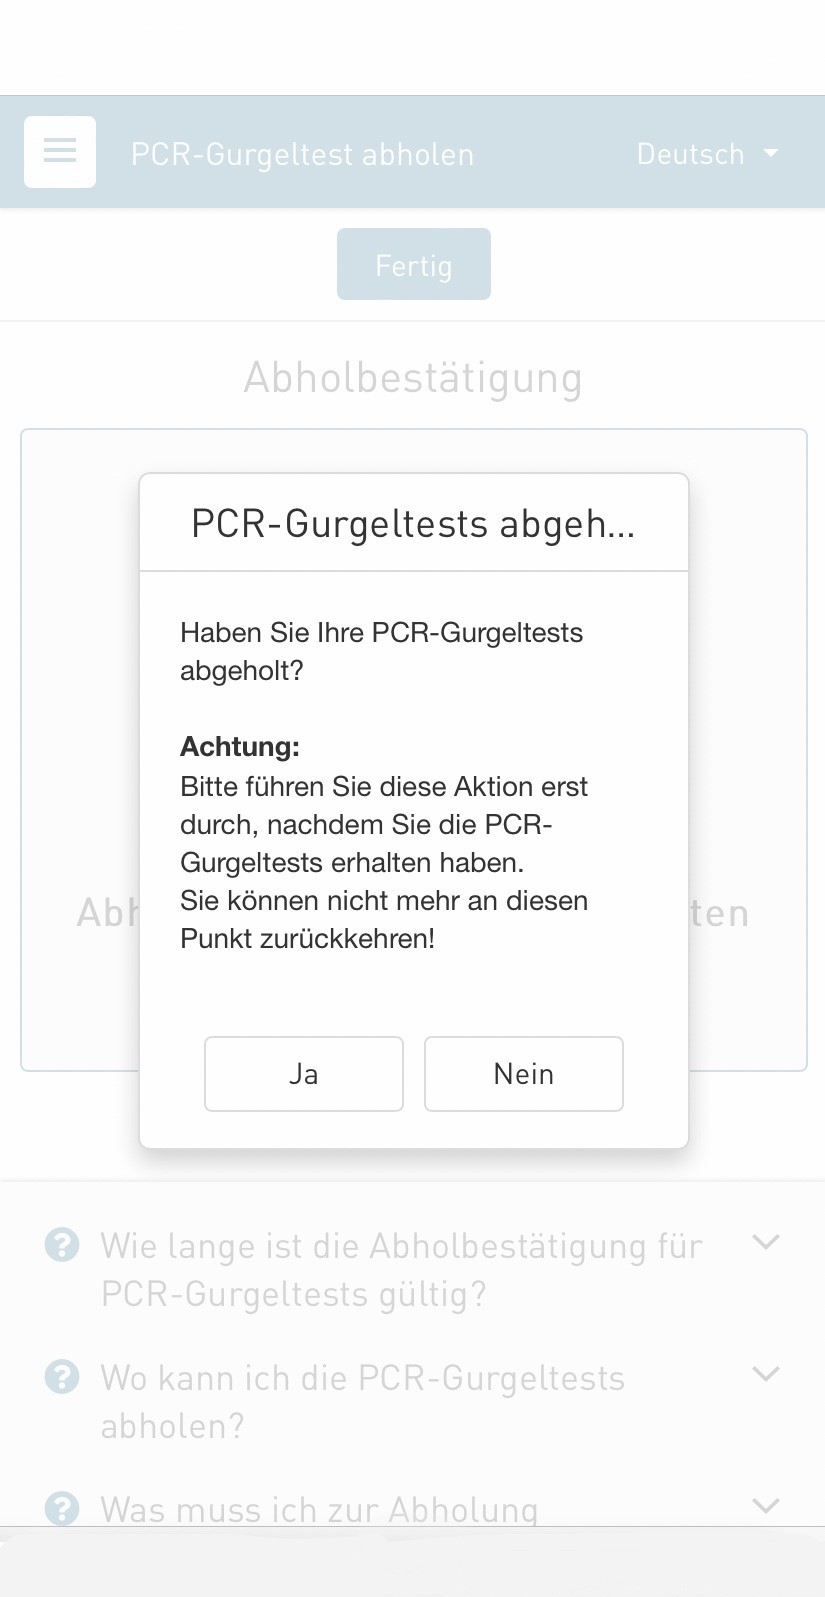 PCR-Gurgeltest abholen Deutsch
Fertig
Abholbestätigung
PCR-Gurgeltests abgeh...
Haben Sie Ihre PCR-Gurgeltests
abgeholt?
Achtung:
Bitte führen Sie diese Aktion erst
durch, nachdem Sie die PCR-
Gurgeltests erhalten haben.
Sie können nicht mehr an diesen
Punkt zurückkehren!
Ja Nein
Wie lange ist die Abholbestätigung für
PCR-Gurgeltests gültig?
Wo kann ich die PCR-Gurgeltests
abholen?
Was muss ich zur Abholung